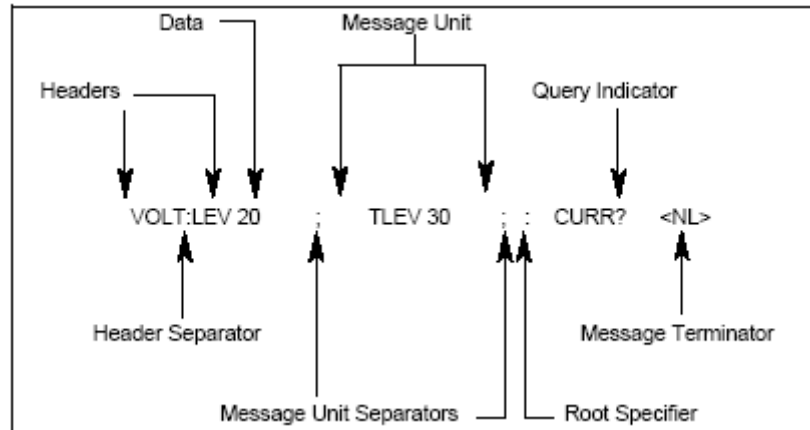 Data Message Unit
Headers Query Indicator
VOLT:LEV 20 ; TLEV 30 ; : CURR? <NL>
Header Separator Message Terminator
Message Unit Separators Root Specifier